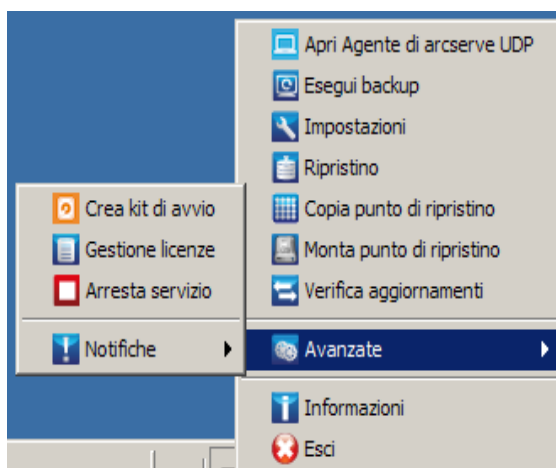 Apri Agente di arcserve UDP
Esegui backup
Impostazioni
Ripristino
Copia punto di ripristino
Monta punto di ripristino
Verifica aggiornamenti
Avanzate
Informazioni
Esci
Crea kit di avvio
Gestione licenze
Arresta servizio
Notifiche